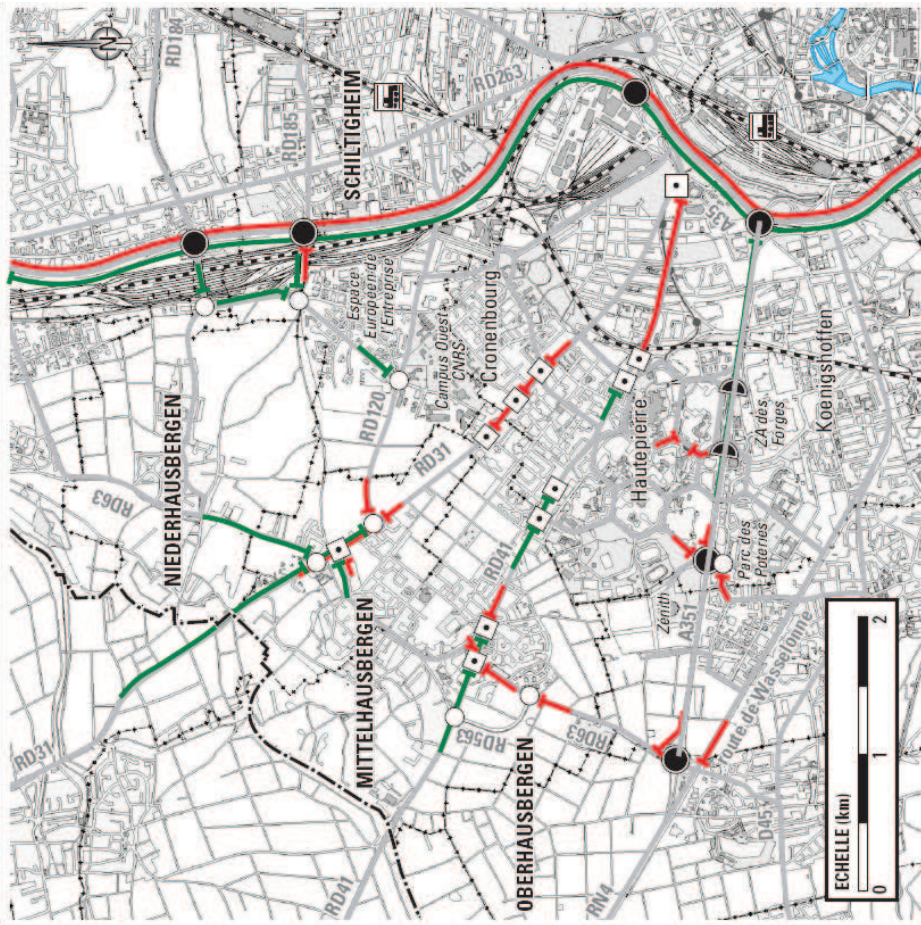 N
RD184
RD185
SCHILTIGHEIM
RD263
A4
NIEDERHAUSBERGEN
RD63
Espace
Européen de
l'Entreprise
RD120
Campus Ouest
CNRS
Cronenbourg
RD31
A35
RD31
MITTELHAUSBERGEN
RD41
Hautepierre
ZA des
Forges
Koenigshoffen
Parc des
Poteries
Zénith
A351
RD41
RD563
OBERHAUSBERGEN
RD63
Route de Wasselonne
RN4
D45
ECHELLE (km)
0
1
2